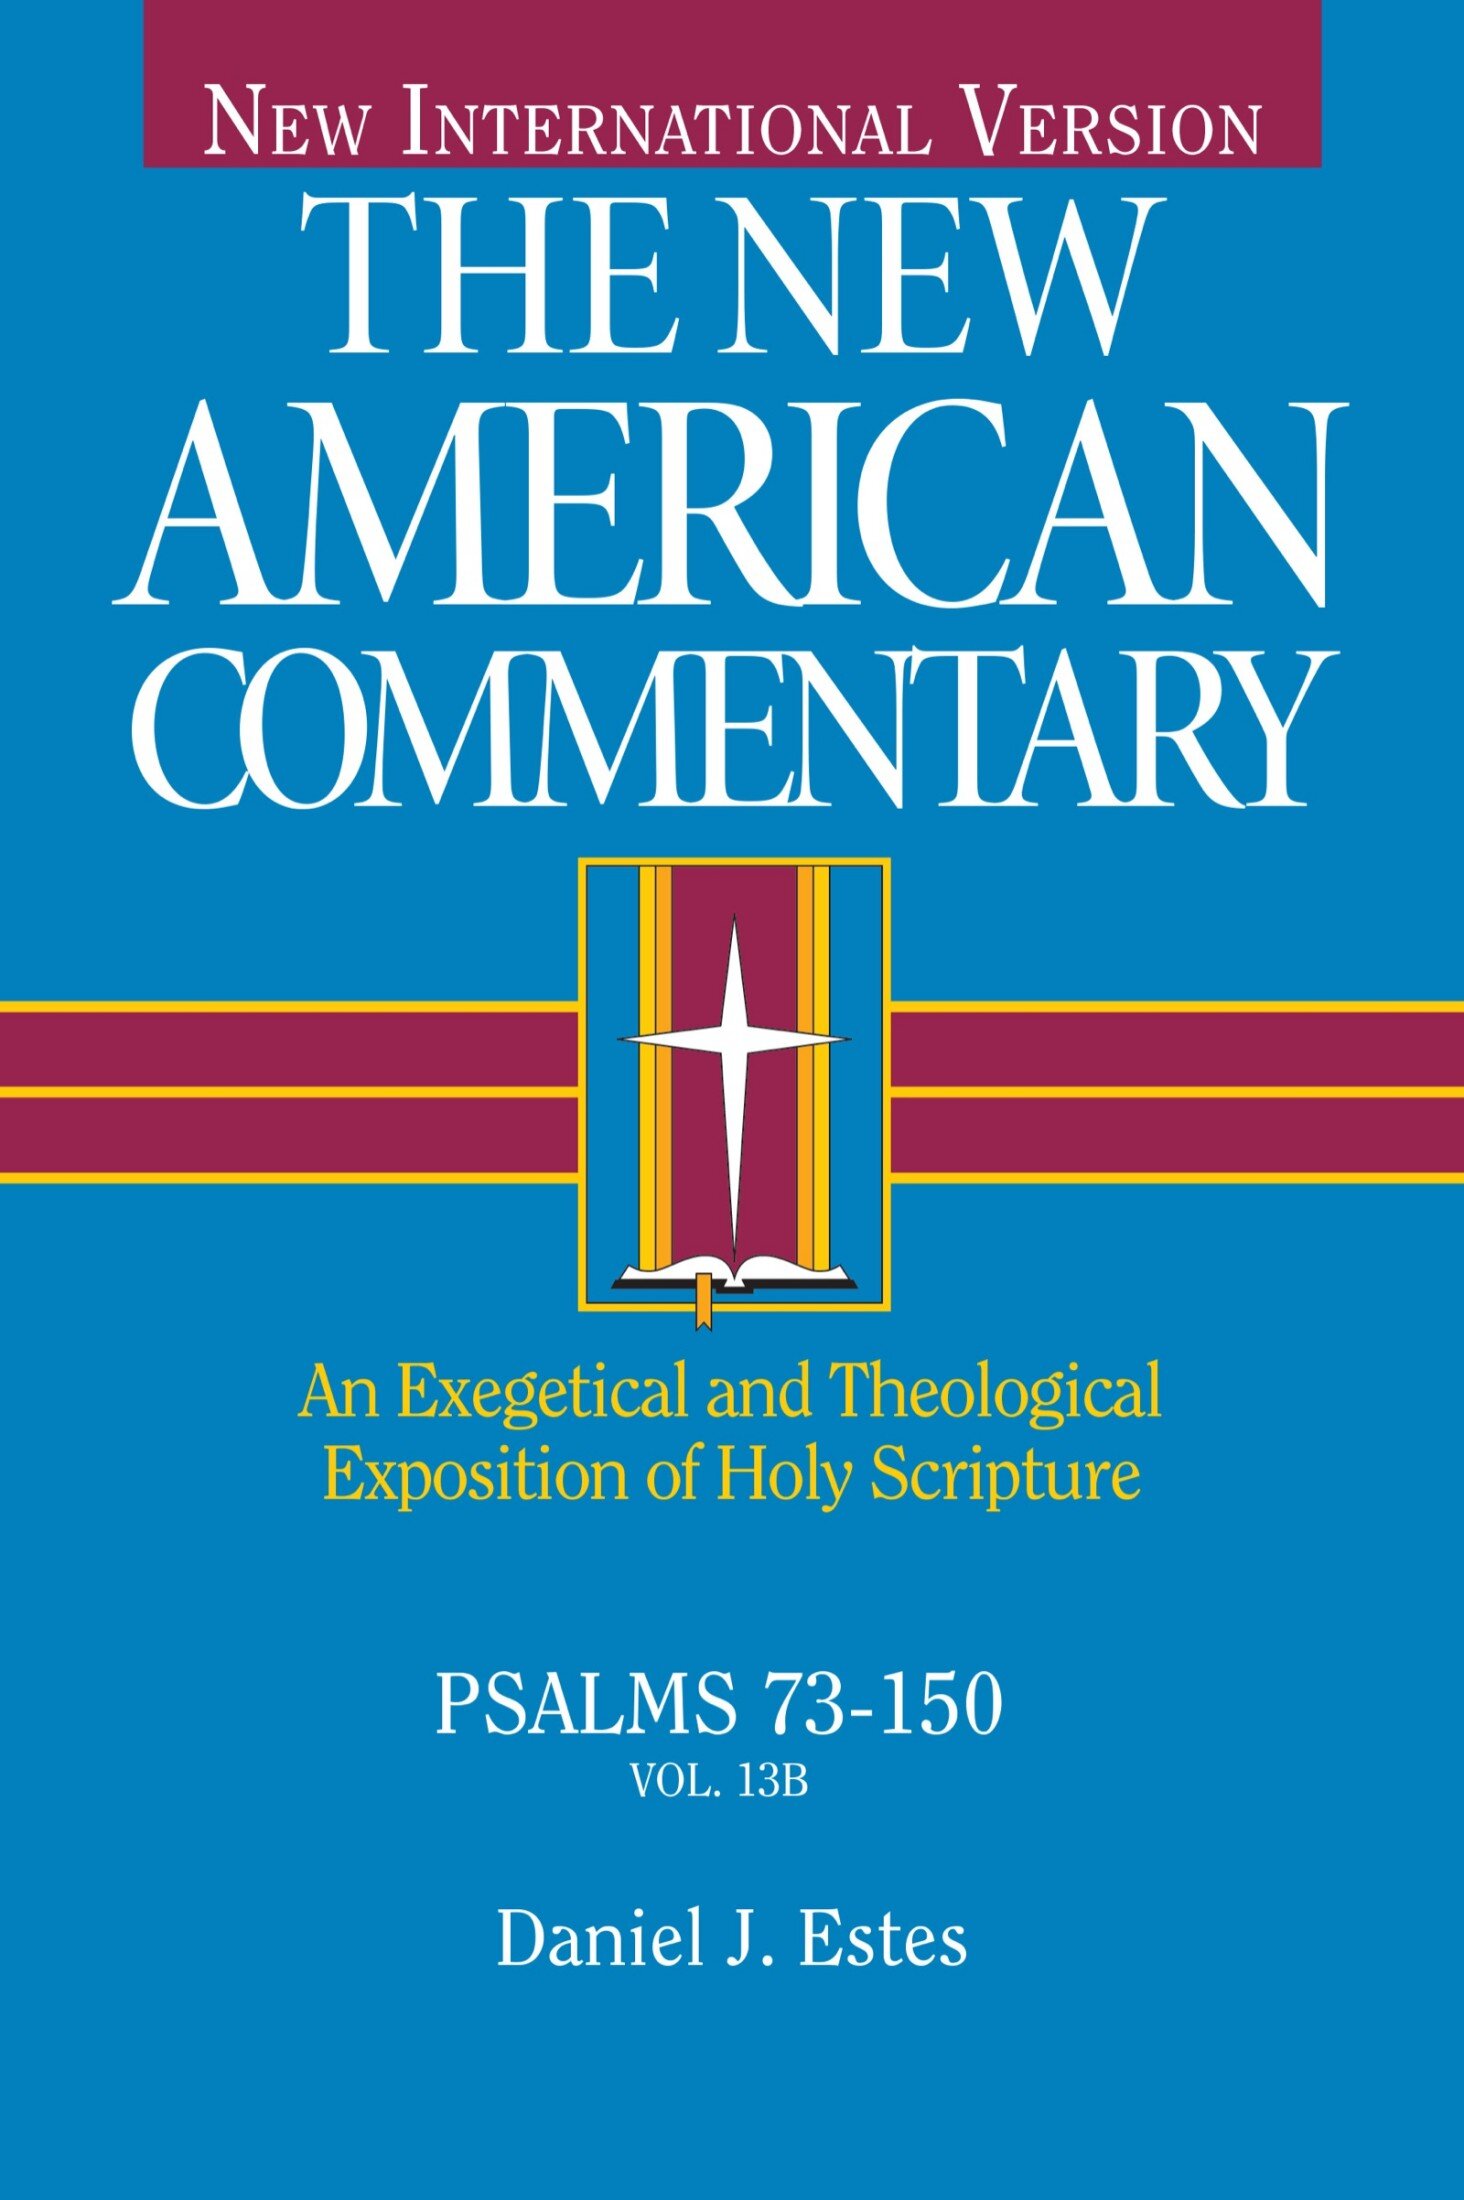 New International Version
THE NEW
AMERICAN
COMMENTARY
An Exegetical and Theological
Exposition of Holy Scripture
PSALMS 73-150
VOL. 13B
Daniel J. Estes